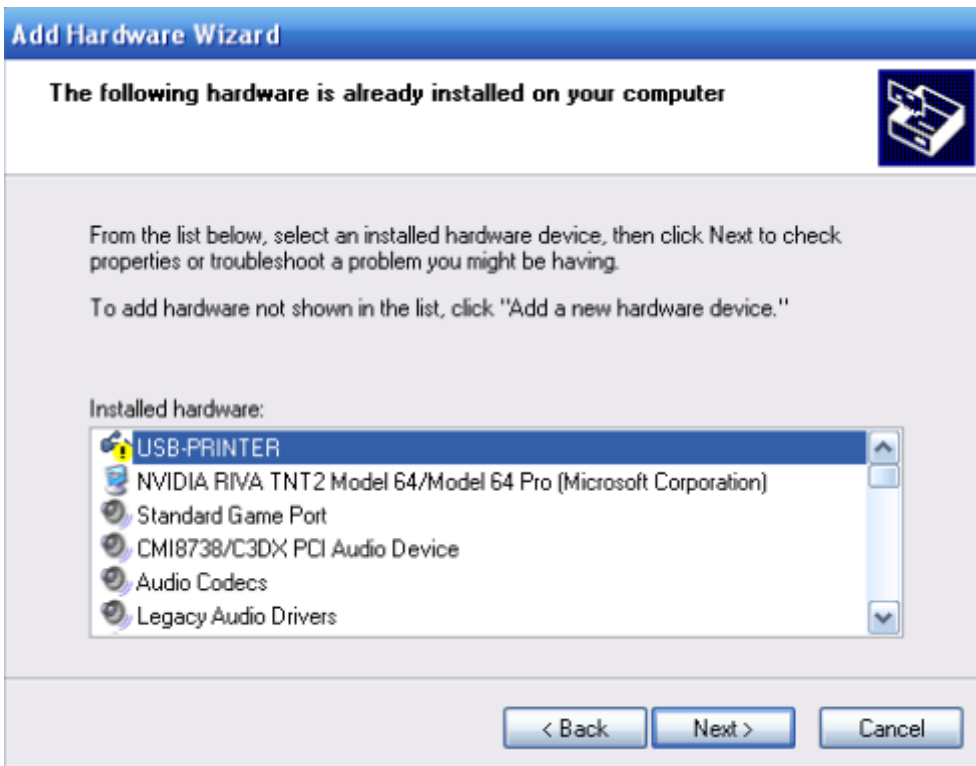 Add Hardware Wizard
The following hardware is already installed on your computer
From the list below, select an installed hardware device, then click Next to check
properties or troubleshoot a problem you might be having.
To add hardware not shown in the list, click "Add a new hardware device."
Installed hardware:
USB-PRINTER
NVIDIA RIVA TNT2 Model 64/Model 64 Pro (Microsoft Corporation)
Standard Game Port
CMI8738/C3DX PCI Audio Device
Audio Codecs
Legacy Audio Drivers
< Back Next > Cancel